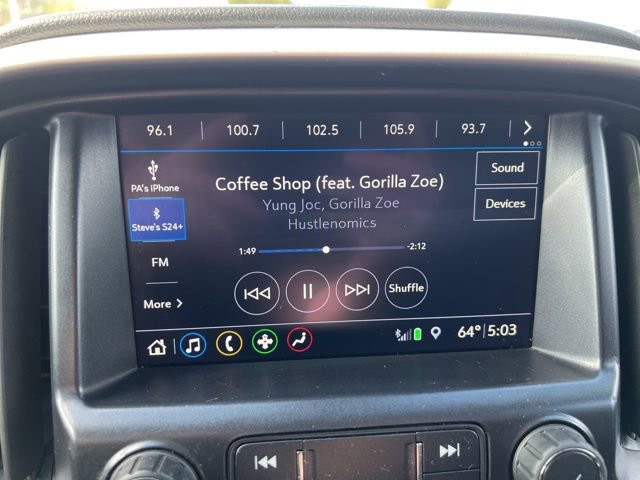 96.1 100.7 102.5 105.9 93.7
PA's iPhone
Steve's S24+
FM
More
Coffee Shop (feat. Gorilla Zoe)
Yung Joc, Gorilla Zoe
Hustlenomics
1:49 -2:12
Shuffle
Sound
Devices
64° 5:03